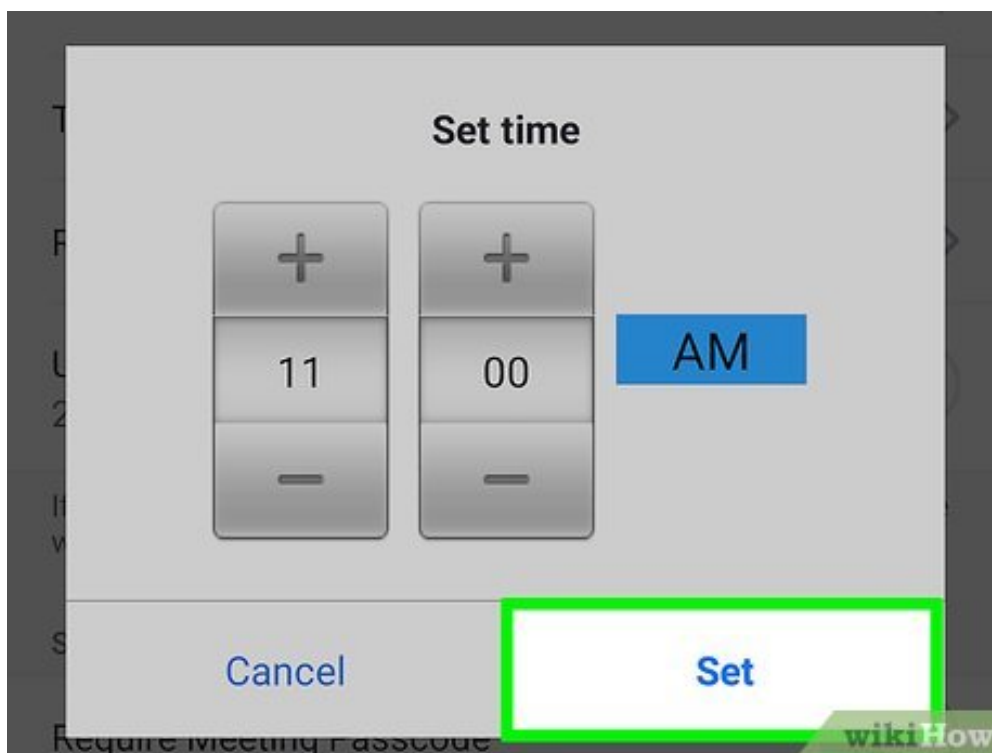 Set time
+ +
11 00 AM
− −
Cancel Set
Require Meeting Passcode
wikiHow